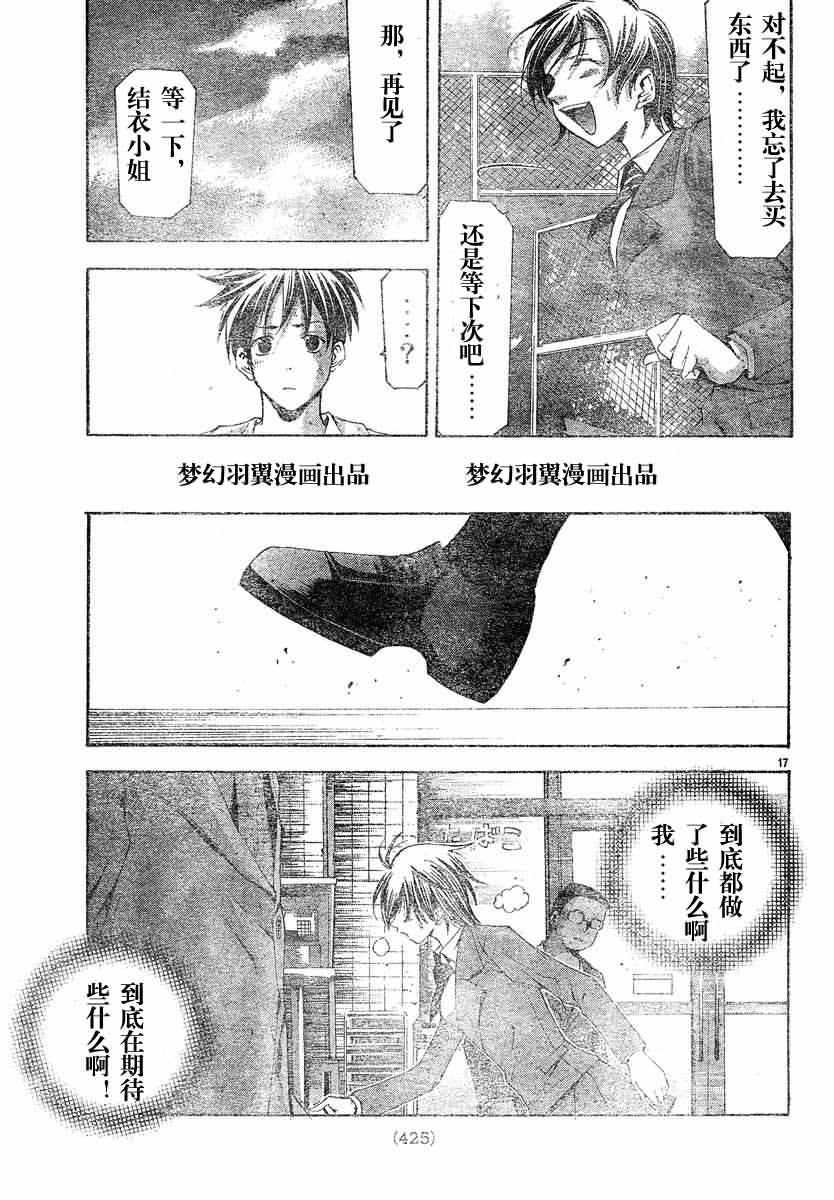 对不起，我忘了去买
东西了………
还是等下次吧
……
那，再见了
等一下，
结衣小姐
……？
梦幻羽翼漫画出品
梦幻羽翼漫画出品
17
到底都做
了些什么啊
我……
到底在期待
些什么啊！
(425)